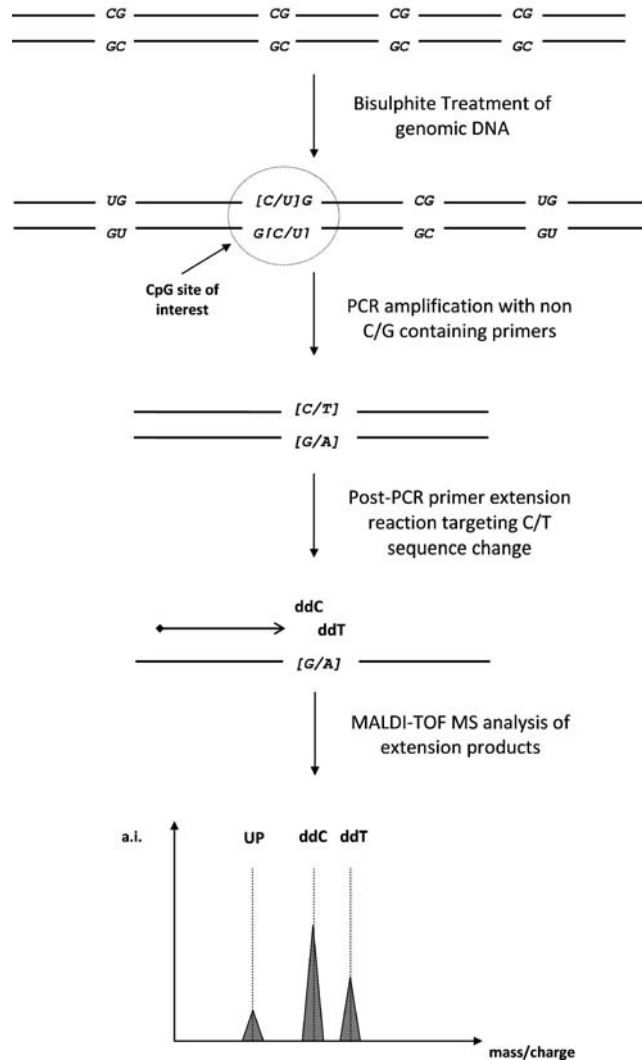 CG CG CG CG
GC GC GC GC
Bisulphite Treatment of
genomic DNA
UG [C/U]G CG UG
GU G[C/U] GC GU
CpG site of
interest
PCR amplification with non
C/G containing primers
[C/T]
[G/A]
Post-PCR primer extension
reaction targeting C/T
sequence change
ddC
ddT
[G/A]
MALDI-TOF MS analysis of
extension products
a.i. UP ddC ddT
mass/charge